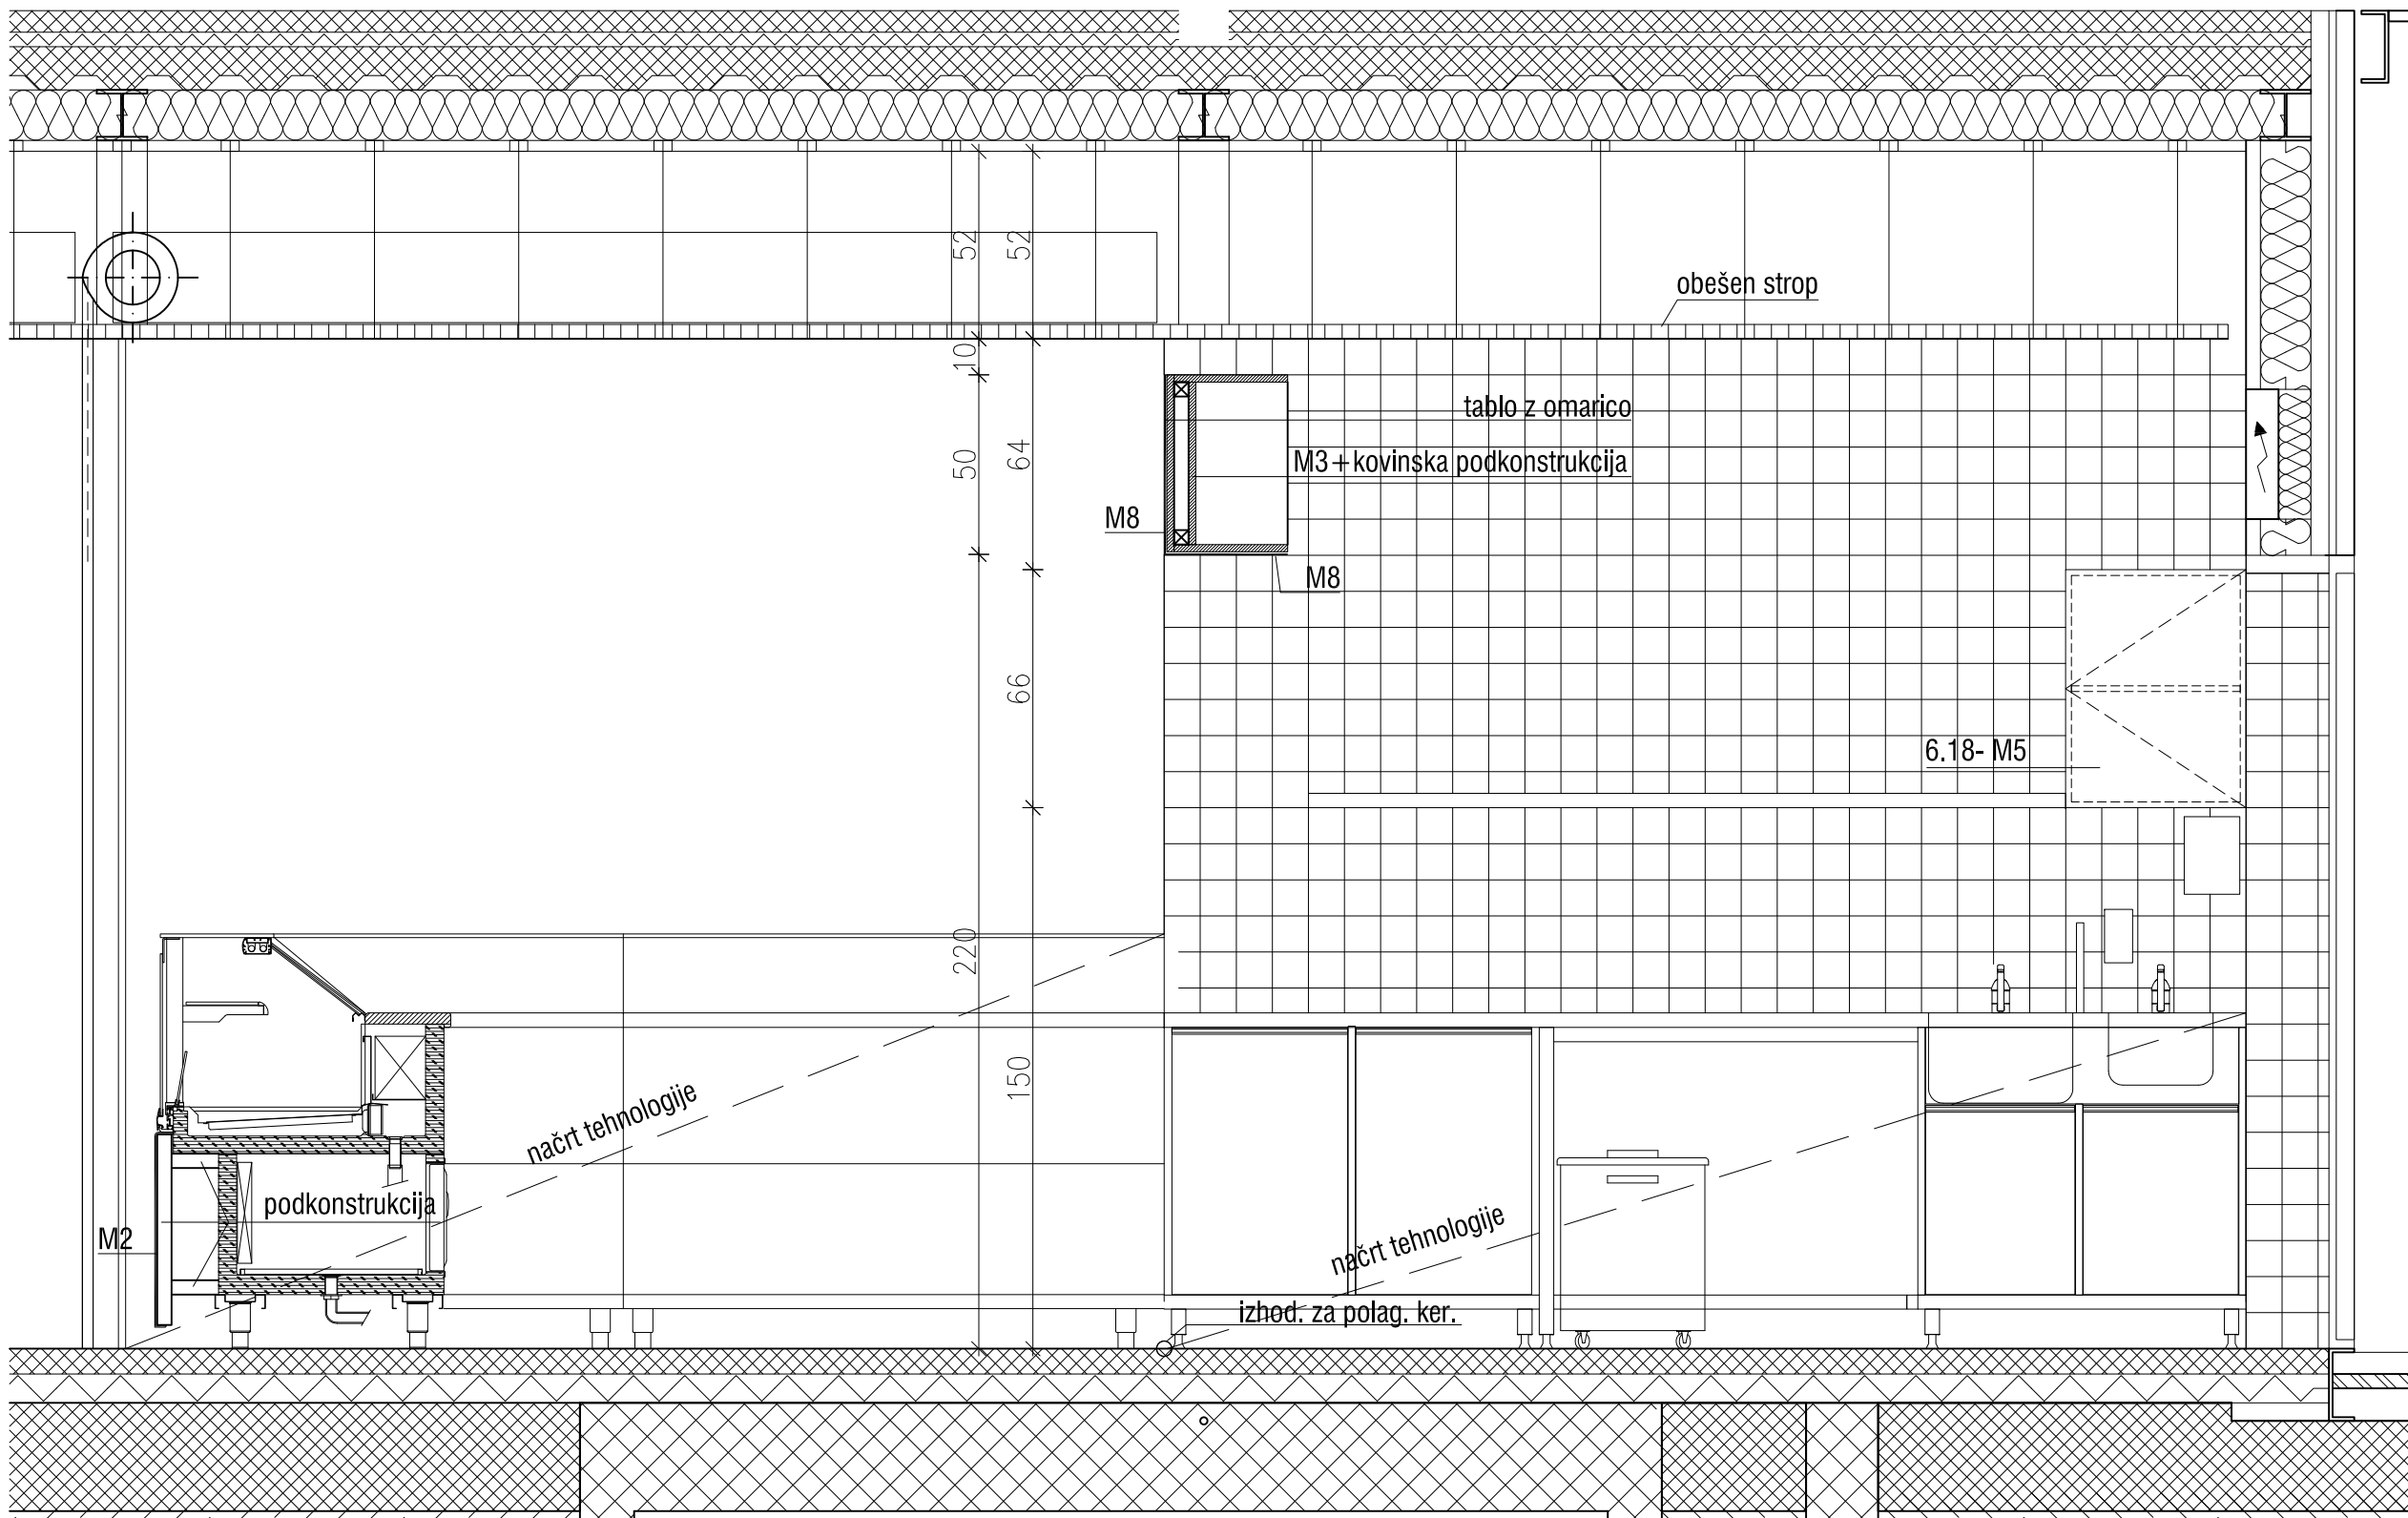 52
52
obešen strop
10
tablo z omarico
50
64
M3+kovinska podkonstrukcija
M8
M8
66
6.18- M5
220
150
načrt tehnologije
podkonstrukcija
M2
načrt tehnologije
izhod. za polag. ker.